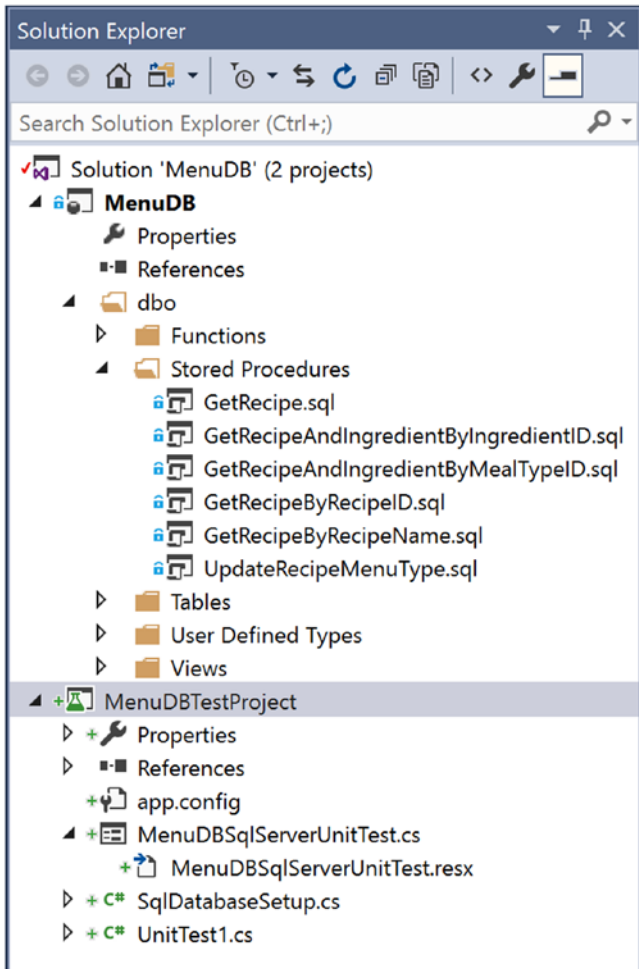 Solution Explorer
Search Solution Explorer (Ctrl+;)
Solution 'MenuDB' (2 projects)
MenuDB
Properties
References
dbo
Functions
Stored Procedures
GetRecipe.sql
GetRecipeAndIngredientByIngredientID.sql
GetRecipeAndIngredientByMealTypeID.sql
GetRecipeByRecipeID.sql
GetRecipeByRecipeName.sql
UpdateRecipeMenuType.sql
Tables
User Defined Types
Views
MenuDBTestProject
Properties
References
app.config
MenuDBSqlServerUnitTest.cs
MenuDBSqlServerUnitTest.resx
C# SqlDatabaseSetup.cs
C# UnitTest1.cs